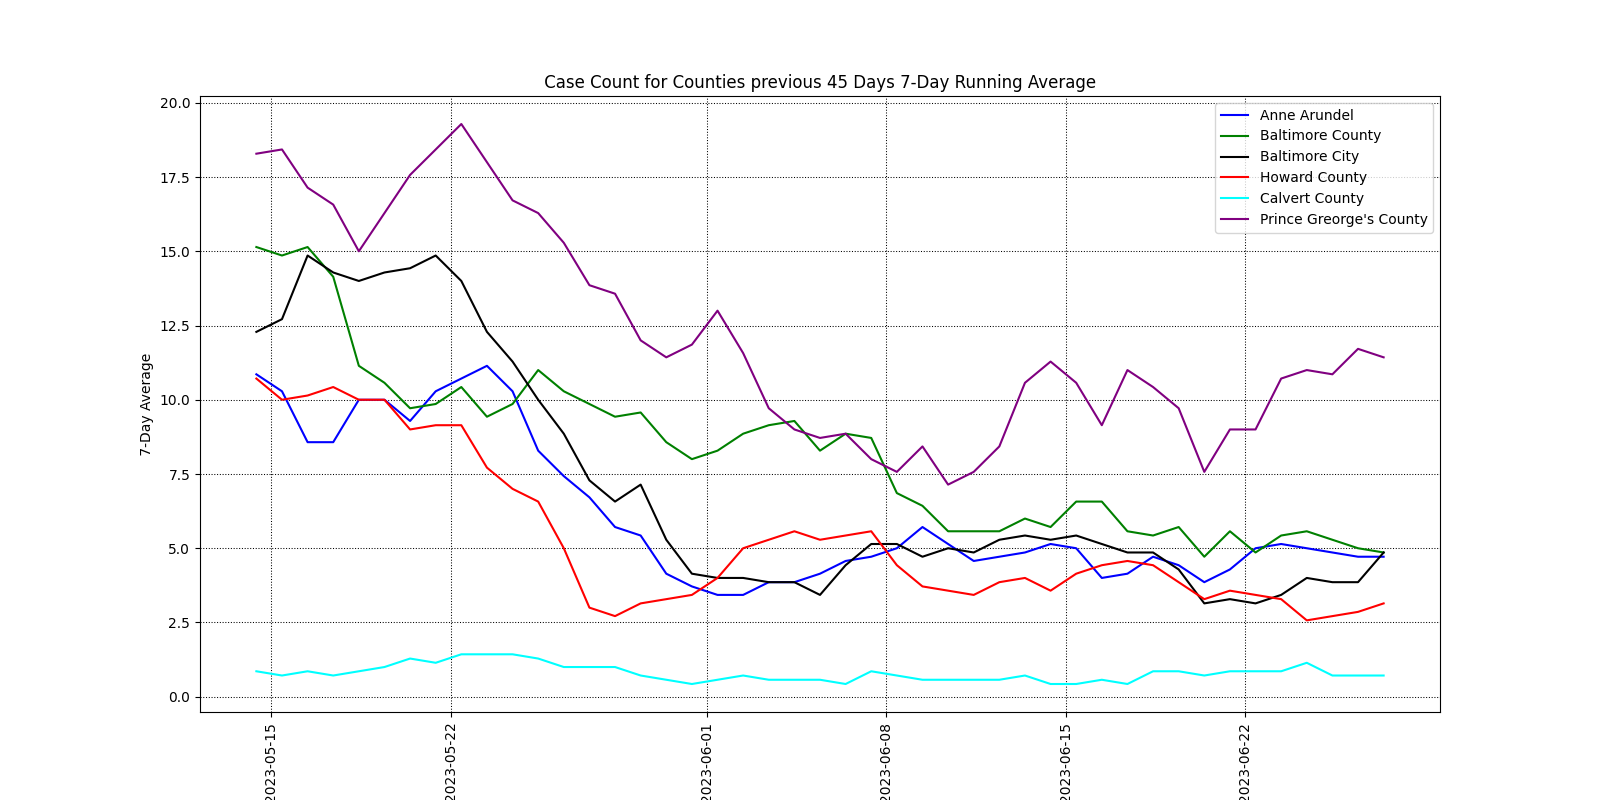 Case Count for Counties previous 45 Days 7-Day Running Average
20.0
17.5
15.0
12.5
10.0
7.5
5.0
2.5
0.0
7-Day Average
Anne Arundel
Baltimore County
Baltimore City
Howard County
Calvert County
Prince Greorge's County
2023-05-15
2023-05-22
2023-06-01
2023-06-08
2023-06-15
2023-06-22